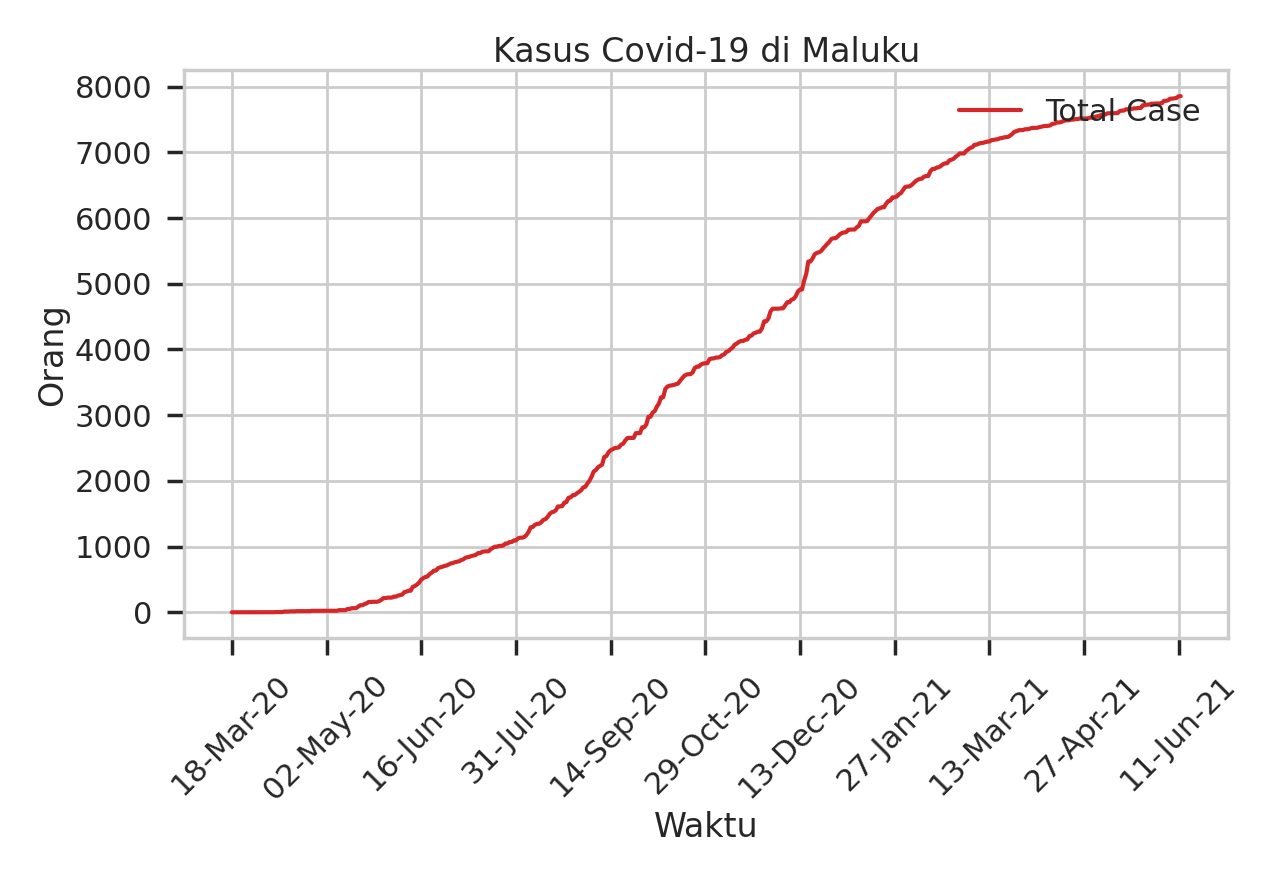 Kasus Covid-19 di Maluku
Total Case
Orang
8000
7000
6000
5000
4000
3000
2000
1000
0
18-Mar-20
02-May-20
16-Jun-20
31-Jul-20
14-Sep-20
29-Oct-20
13-Dec-20
27-Jan-21
13-Mar-21
27-Apr-21
11-Jun-21
Waktu